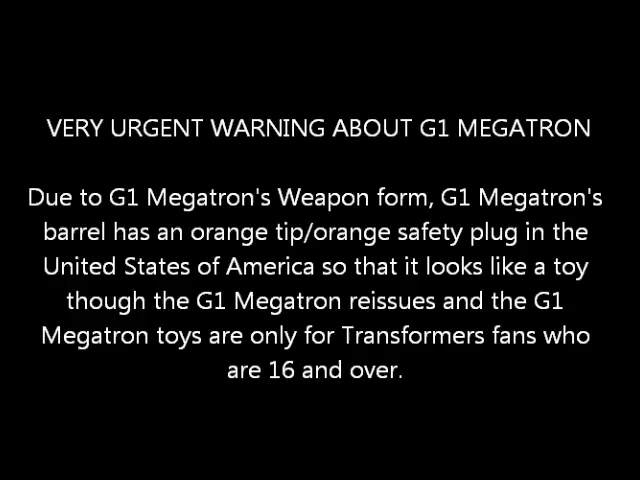 VERY URGENT WARNING ABOUT G1 MEGATRON
Due to G1 Megatron's Weapon form, G1 Megatron's
barrel has an orange tip/orange safety plug in the
United States of America so that it looks like a toy
though the G1 Megatron reissues and the G1
Megatron toys are only for Transformers fans who
are 16 and over.